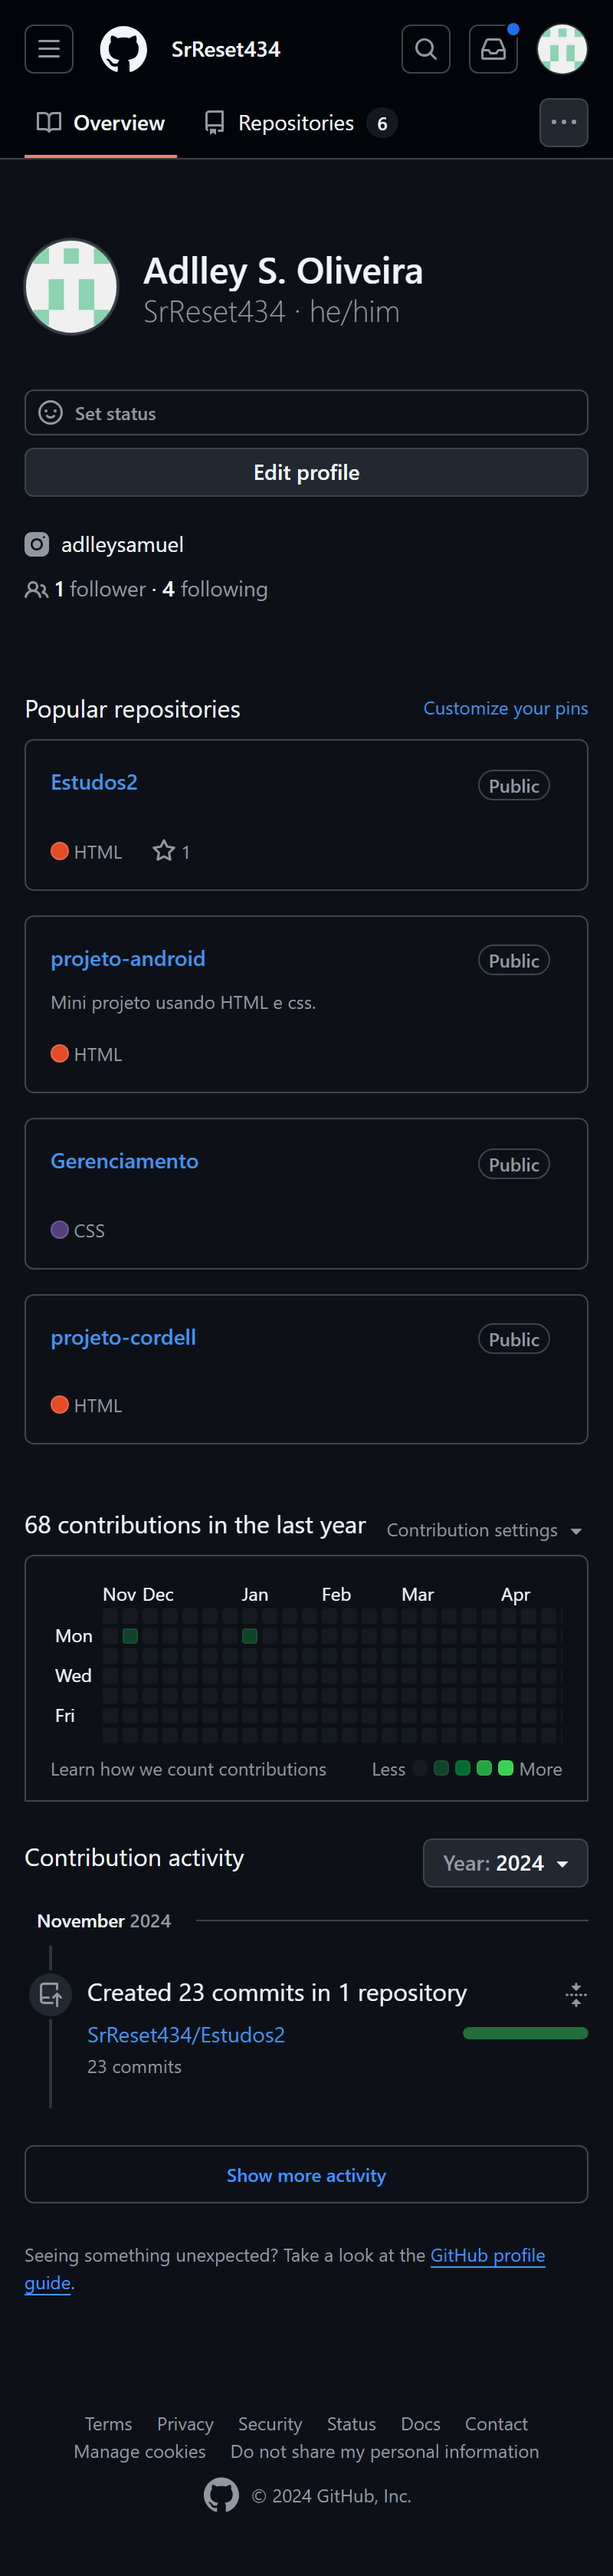 SrReset434
Overview Repositories 6
Adlley S. Oliveira
SrReset434 · he/him
Set status
Edit profile
adlleysamuel
1 follower · 4 following
Popular repositories Customize your pins
Estudos2 Public
HTML 1
projeto-android Public
Mini projeto usando HTML e css.
HTML
Gerenciamento Public
CSS
projeto-cordell Public
HTML
68 contributions in the last year Contribution settings
Nov Dec Jan Feb Mar Apr
Mon
Wed
Fri
Learn how we count contributions Less More
Contribution activity Year: 2024
November 2024
Created 23 commits in 1 repository
SrReset434/Estudos2
23 commits
Show more activity
Seeing something unexpected? Take a look at the GitHub profile
guide.
Terms Privacy Security Status Docs Contact
Manage cookies Do not share my personal information
© 2024 GitHub, Inc.